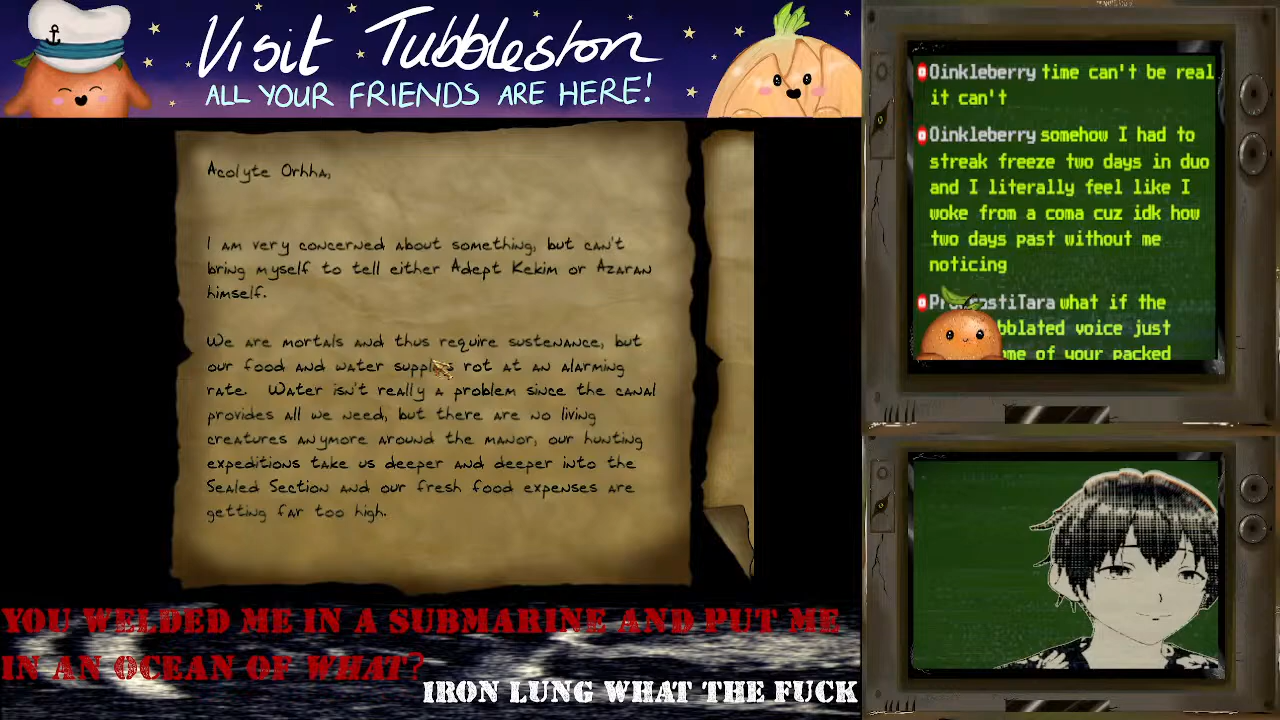 Visit Tubbleston
ALL YOUR FRIENDS ARE HERE!
Acolyte Orhha,
I am very concerned about something, but can't
bring myself to tell either Adept Kekim or Azaran
himself.
We are mortals and thus require sustenance, but
our food and water supplies rot at an alarming
rate. Water isn't really a problem since the canal
provides all we need, but there are no living
creatures anymore around the manor, our hunting
expeditions take us deeper and deeper into the
Sealed Section and our fresh food expenses are
getting far too high.
YOU WELDED ME IN A SUBMARINE AND PUT ME
IN AN OCEAN OF WHAT?
IRON LUNG WHAT THE FUCK
Oinkleberry time can't be real
it can't
Oinkleberry somehow I had to
streak freeze two days in duo
and I literally feel like I
woke from a coma cuz idk how
two days past without me
noticing
what if the
voice just
of your packed